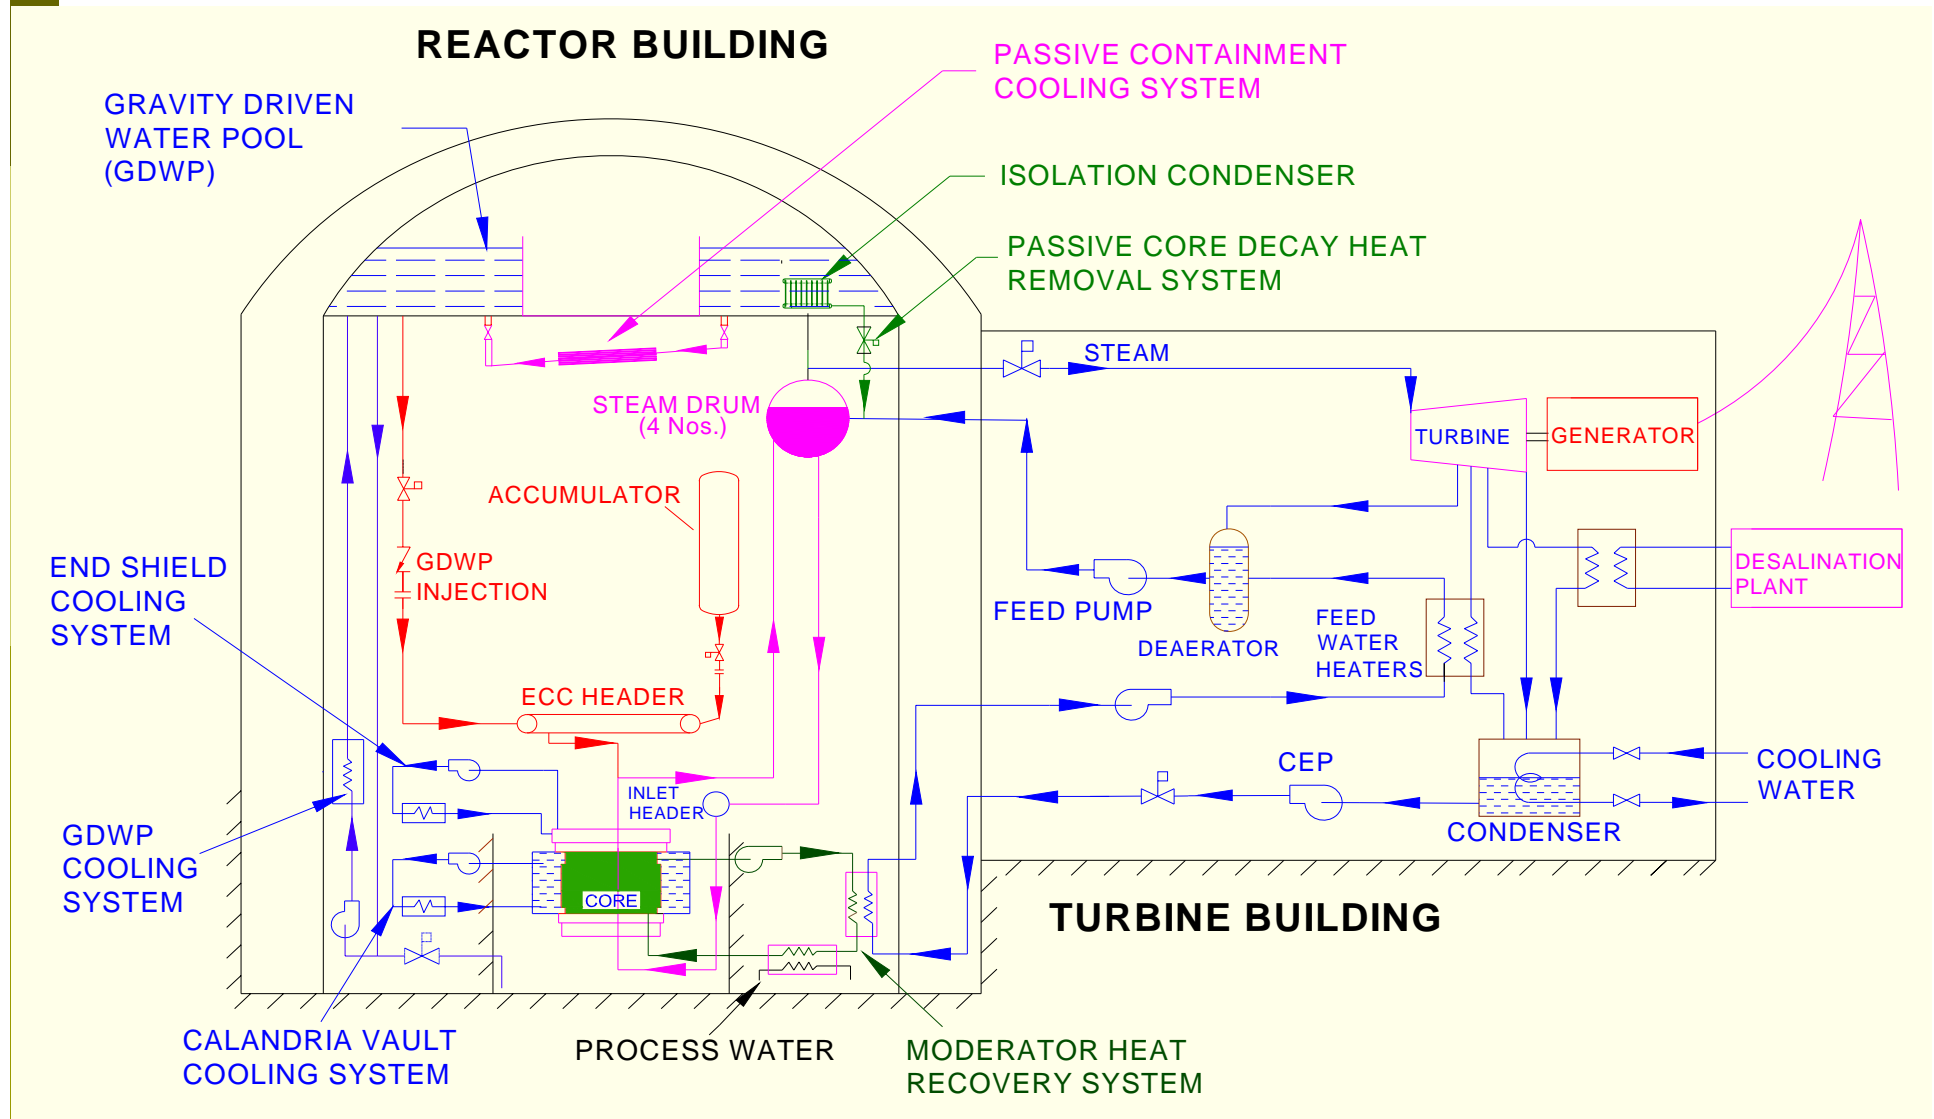 REACTOR BUILDING
PASSIVE CONTAINMENT
COOLING SYSTEM
GRAVITY DRIVEN
WATER POOL
(GDWP)
ISOLATION CONDENSER
PASSIVE CORE DECAY HEAT
REMOVAL SYSTEM
STEAM
STEAM DRUM
(4 Nos.)
TURBINE
GENERATOR
ACCUMULATOR
GDWP
INJECTION
END SHIELD
COOLING
SYSTEM
FEED PUMP
DEAERATOR
FEED
WATER
HEATERS
DESALINATION
PLANT
ECC HEADER
INLET
HEADER
CEP
COOLING
WATER
CONDENSER
GDWP
COOLING
SYSTEM
CORE
TURBINE BUILDING
CALANDRIA VAULT
COOLING SYSTEM
PROCESS WATER
MODERATOR HEAT
RECOVERY SYSTEM